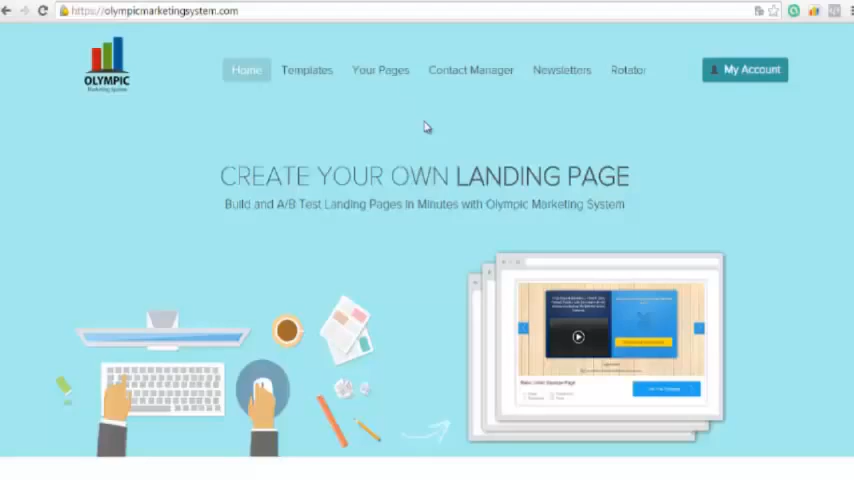 https://olympicmarketingsystem.com
OLYMPIC
Marketing System
Home
Templates
Your Pages
Contact Manager
Newsletters
Rotator
My Account
CREATE YOUR OWN LANDING PAGE
Build and A/B Test Landing Pages in Minutes with Olympic Marketing System